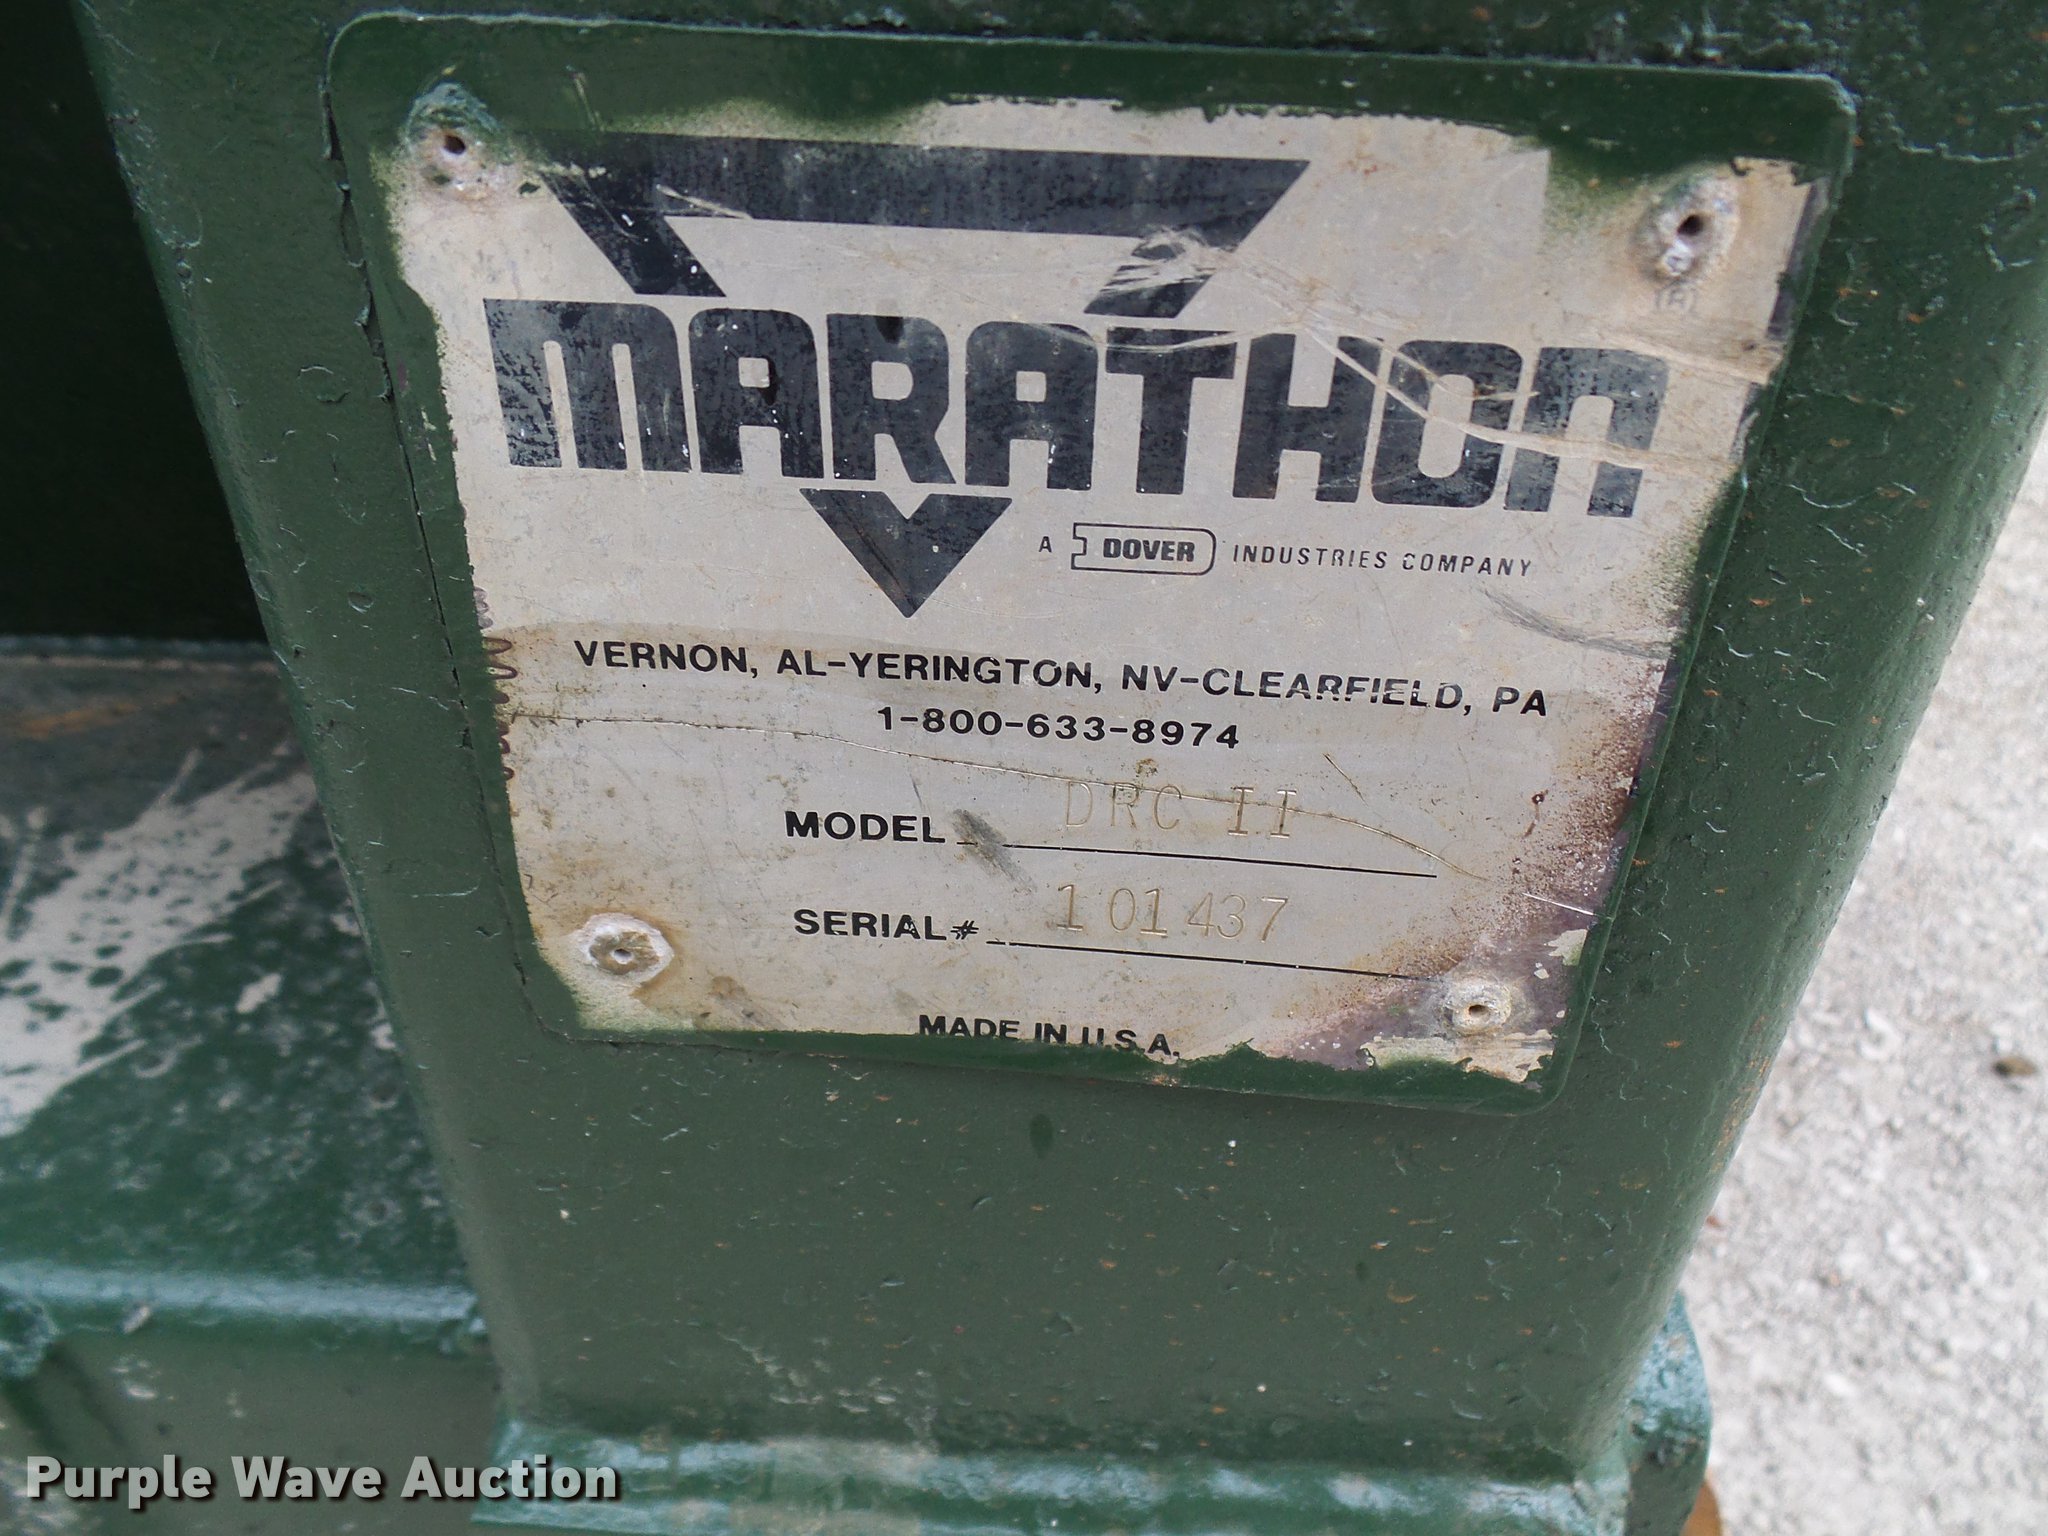 MARATHON
A DOVER INDUSTRIES COMPANY
VERNON, AL-YERINGTON, NV-CLEARFIELD, PA
1-800-633-8974
MODEL DRC II
SERIAL# 101437
MADE IN U.S.A.
Purple Wave Auction